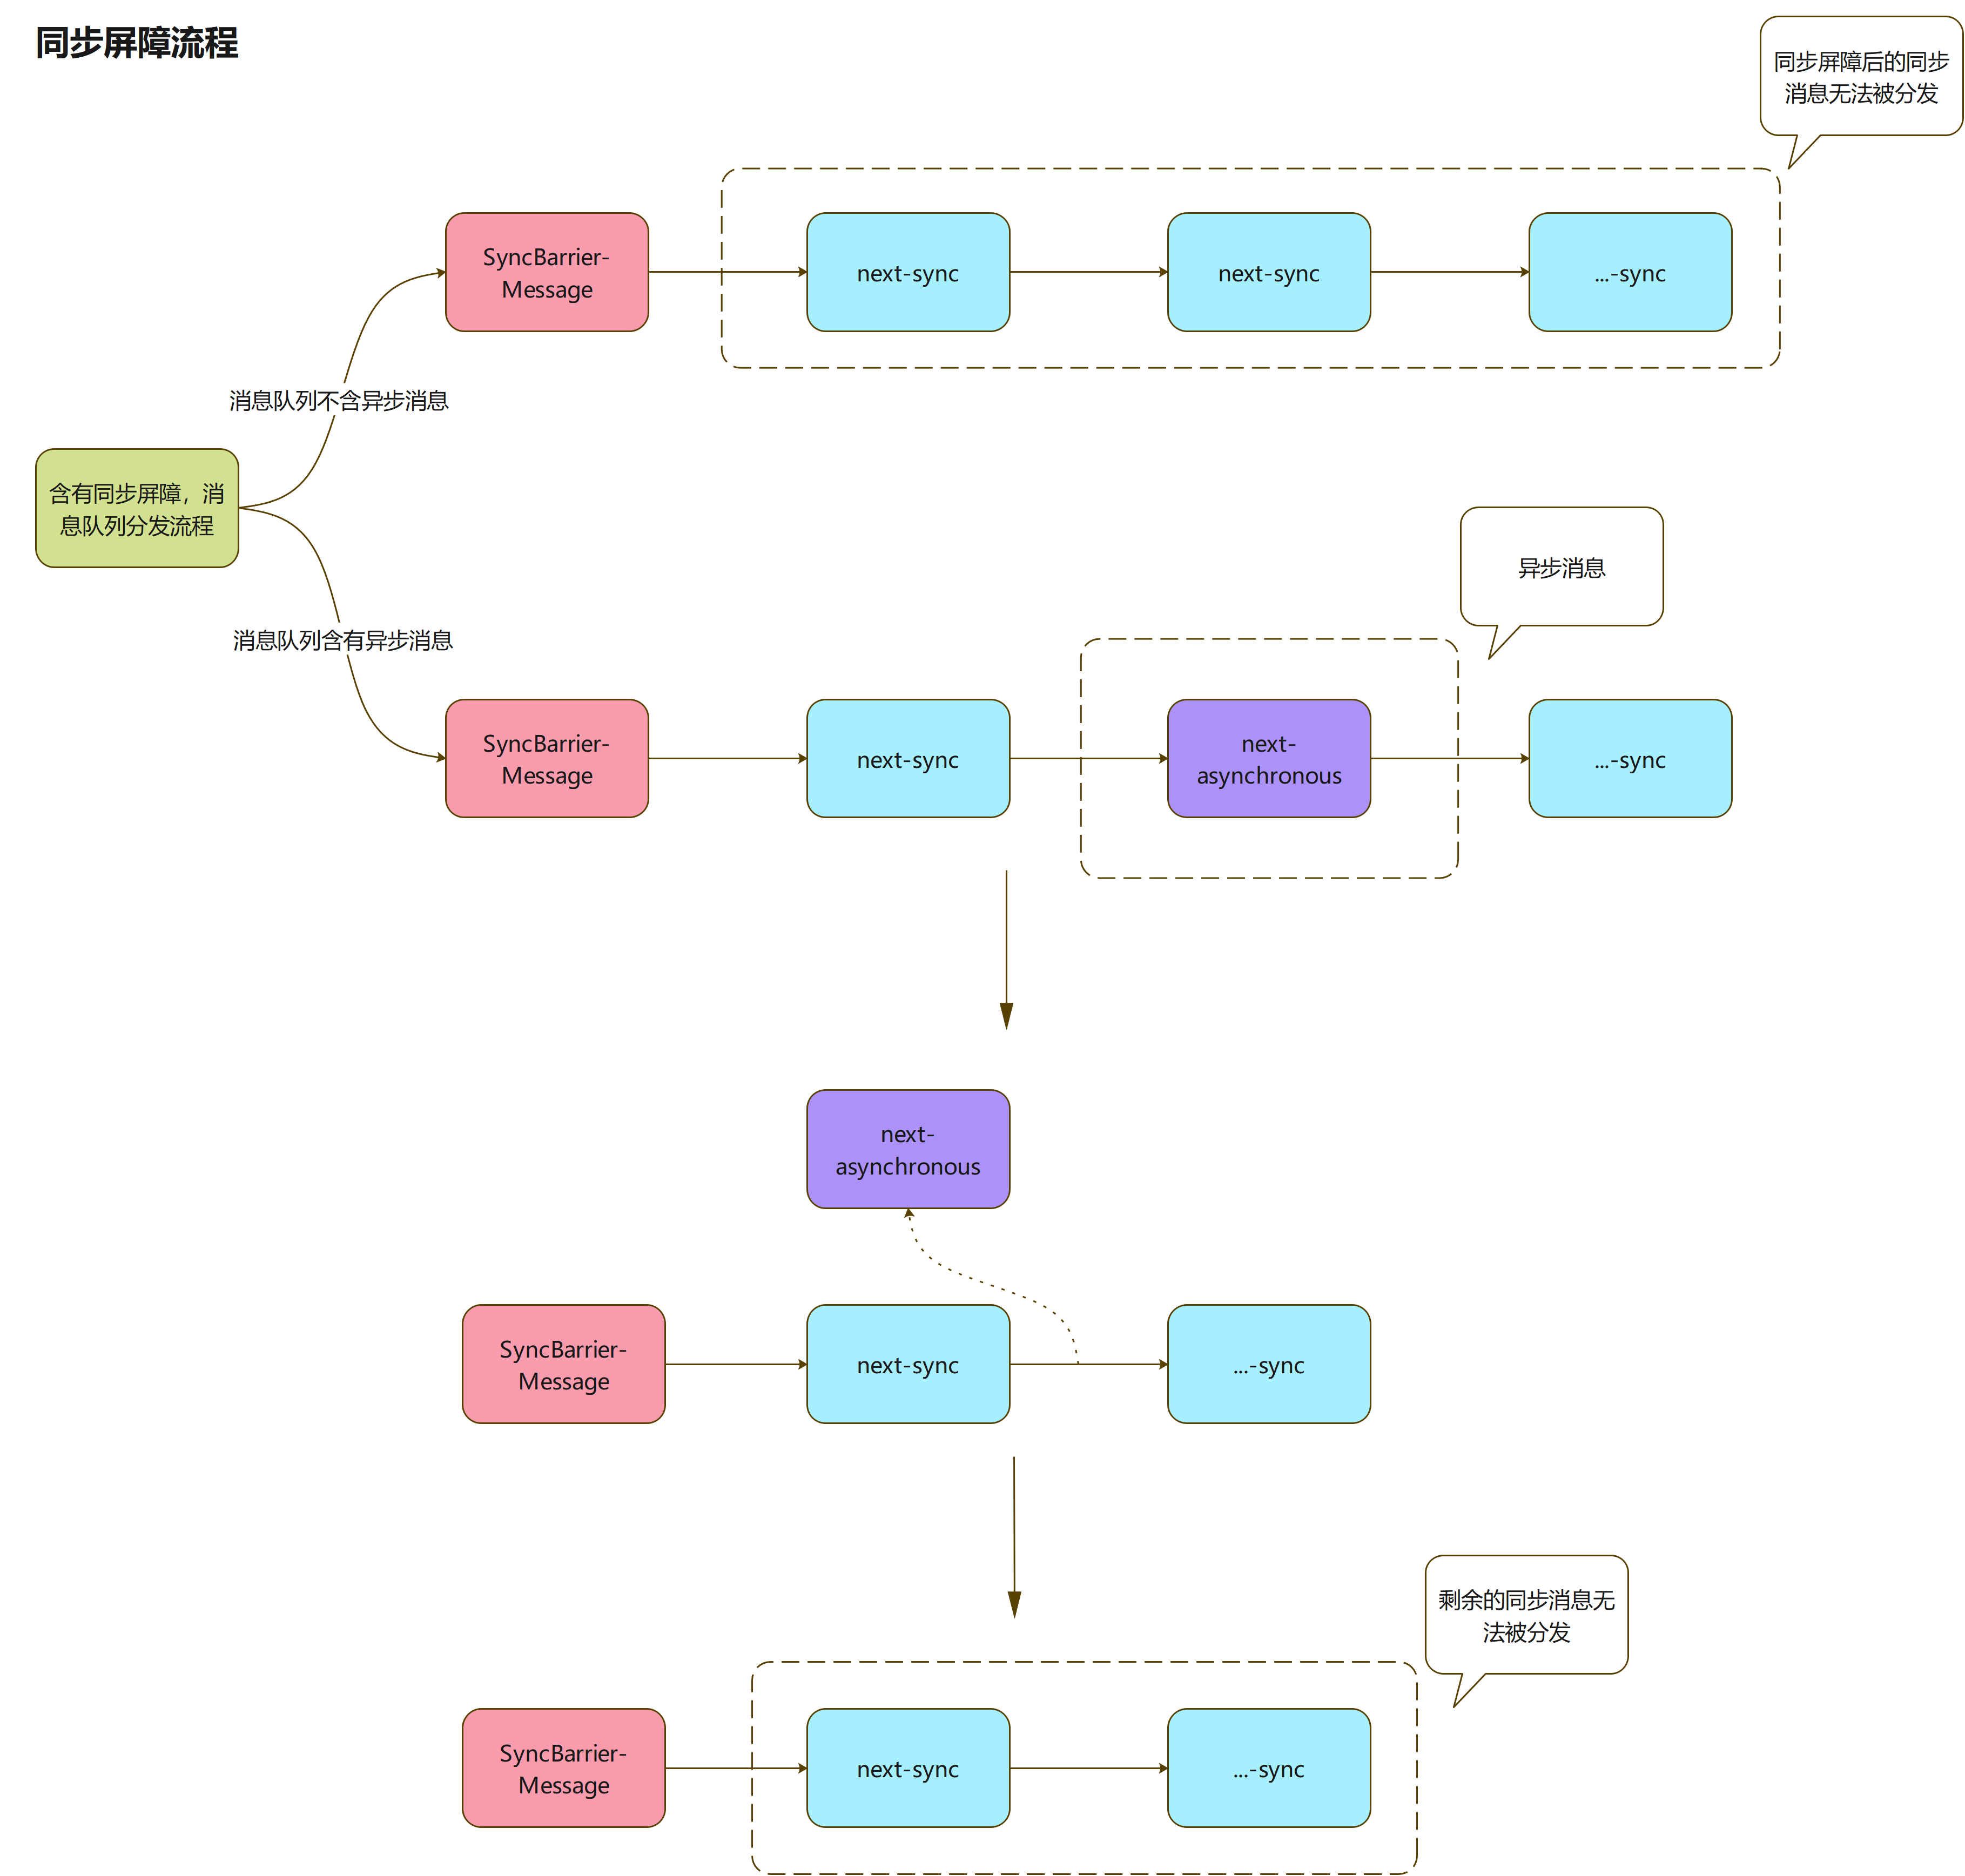 同步屏障流程
同步屏障后的同步
消息无法被分发
SyncBarrier-
Message
next-sync
next-sync
...-sync
消息队列不含异步消息
含有同步屏障，消
息队列分发流程
异步消息
消息队列含有异步消息
SyncBarrier-
Message
next-sync
next-
asynchronous
...-sync
next-
asynchronous
SyncBarrier-
Message
next-sync
...-sync
剩余的同步消息无
法被分发
SyncBarrier-
Message
next-sync
...-sync